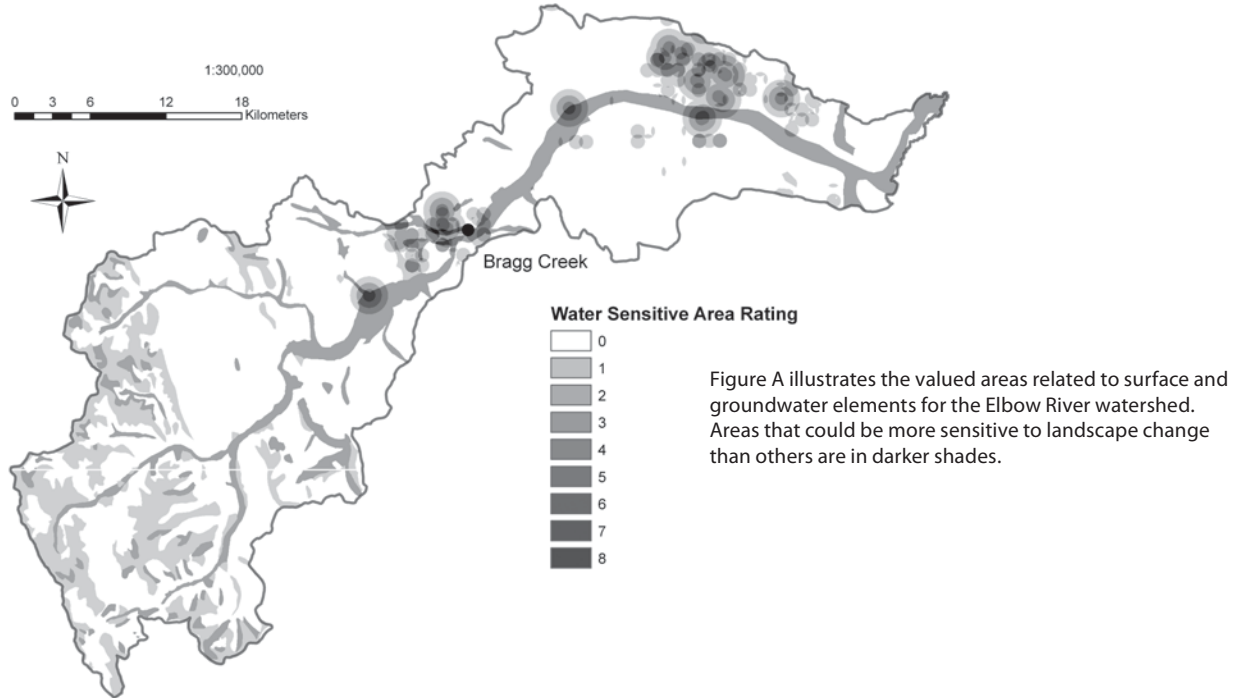 1:300,000
0 3 6 12 18
Kilometers
N
Bragg Creek
Water Sensitive Area Rating
0
1
2
3
4
5
6
7
8
Figure A illustrates the valued areas related to surface and
groundwater elements for the Elbow River watershed.
Areas that could be more sensitive to landscape change
than others are in darker shades.